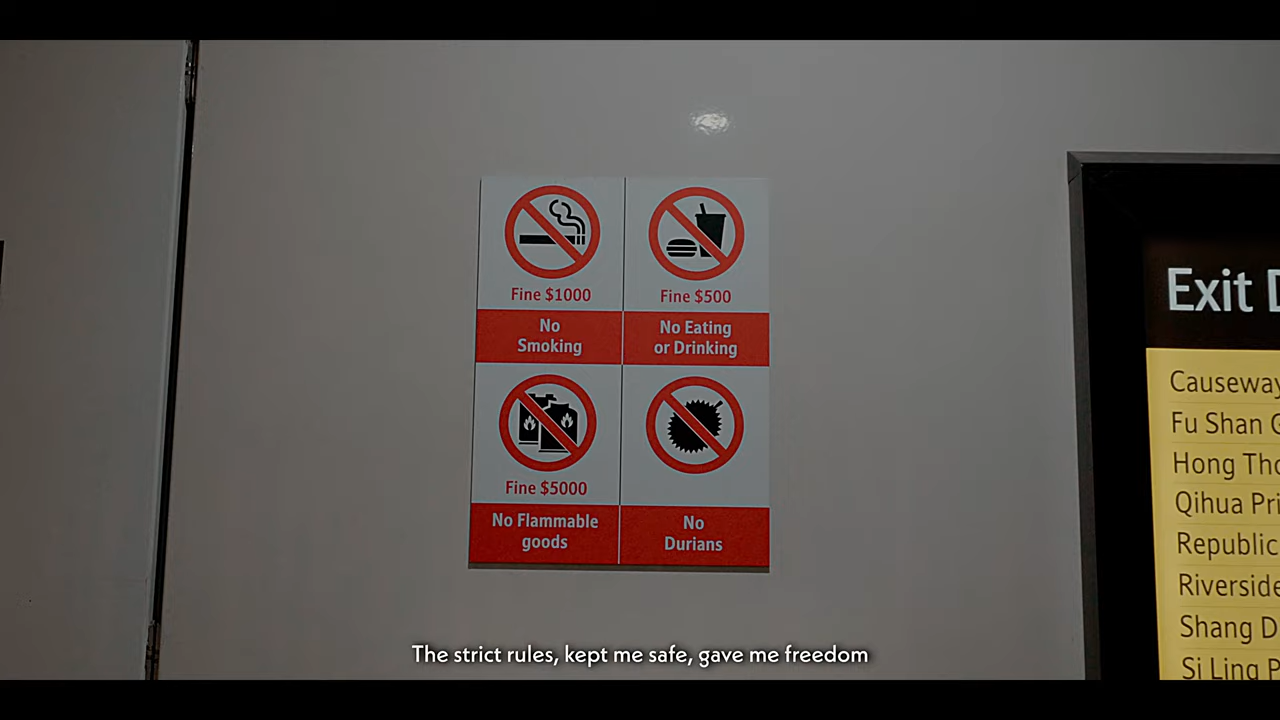 Fine $1000
No
Smoking
Fine $500
No Eating
or Drinking
Fine $5000
No Flammable
goods
No
Durians
Exit
Causeway
Fu Shan
Hong
Qihua
Republic
Riverside
Shang
Si Ling
The strict rules, kept me safe, gave me freedom